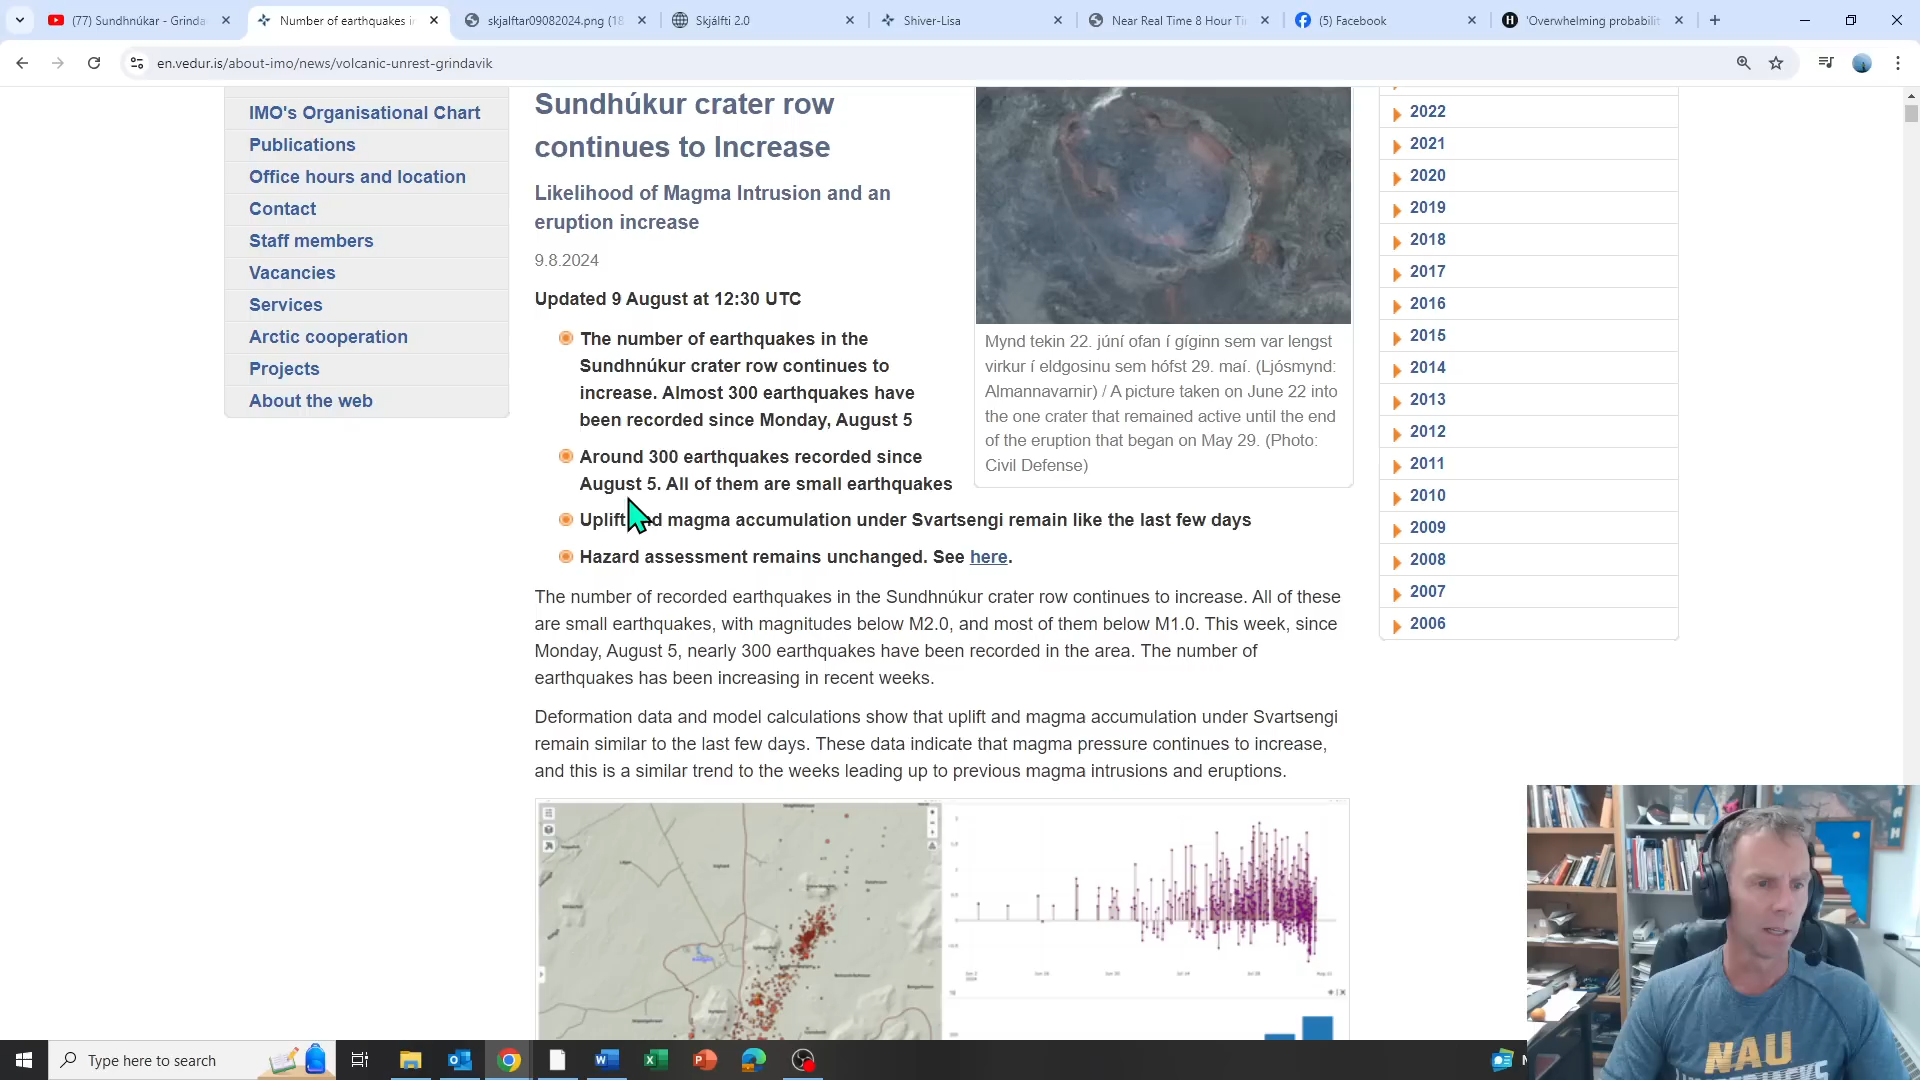 (77) Sundhnúkar - Grinda
Number of earthquakes in
skjalftar09082024.png (18
Skjálfti 2.0
Shiver-Lisa
Near Real Time 8 Hour Ti
(5) Facebook
'Overwhelming probabilit
en.vedur.is/about-imo/news/volcanic-unrest-grindavik
IMO's Organisational Chart
Publications
Office hours and location
Contact
Staff members
Vacancies
Services
Arctic cooperation
Projects
About the web
Sundhúkur crater row
continues to Increase
Likelihood of Magma Intrusion and an
eruption increase
9.8.2024
Updated 9 August at 12:30 UTC
The number of earthquakes in the
Sundhnúkur crater row continues to
increase. Almost 300 earthquakes have
been recorded since Monday, August 5
Around 300 earthquakes recorded since
August 5. All of them are small earthquakes
Uplift and magma accumulation under Svartsengi remain like the last few days
Hazard assessment remains unchanged. See here.
Mynd tekin 22. júní ofan í gíginn sem var lengst
virkur í eldgosinu sem hófst 29. maí. (Ljósmynd:
Almannavarnir) / A picture taken on June 22 into
the one crater that remained active until the end
of the eruption that began on May 29. (Photo:
Civil Defense)
The number of recorded earthquakes in the Sundhnúkur crater row continues to increase. All of these
are small earthquakes, with magnitudes below M2.0, and most of them below M1.0. This week, since
Monday, August 5, nearly 300 earthquakes have been recorded in the area. The number of
earthquakes has been increasing in recent weeks.
Deformation data and model calculations show that uplift and magma accumulation under Svartsengi
remain similar to the last few days. These data indicate that magma pressure continues to increase,
and this is a similar trend to the weeks leading up to previous magma intrusions and eruptions.
2022
2021
2020
2019
2018
2017
2016
2015
2014
2013
2012
2011
2010
2009
2008
2007
2006
NAU
Type here to search